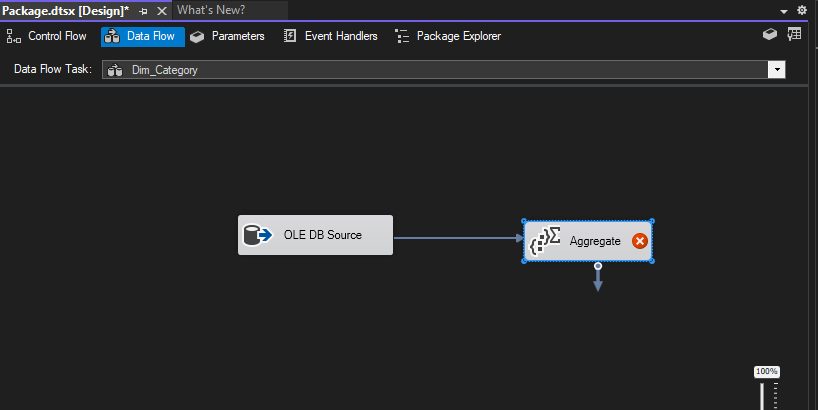 Package.dtsx [Design]* What's New?
Control Flow Data Flow Parameters Event Handlers Package Explorer
Data Flow Task: Dim_Category
OLE DB Source
Aggregate
100%